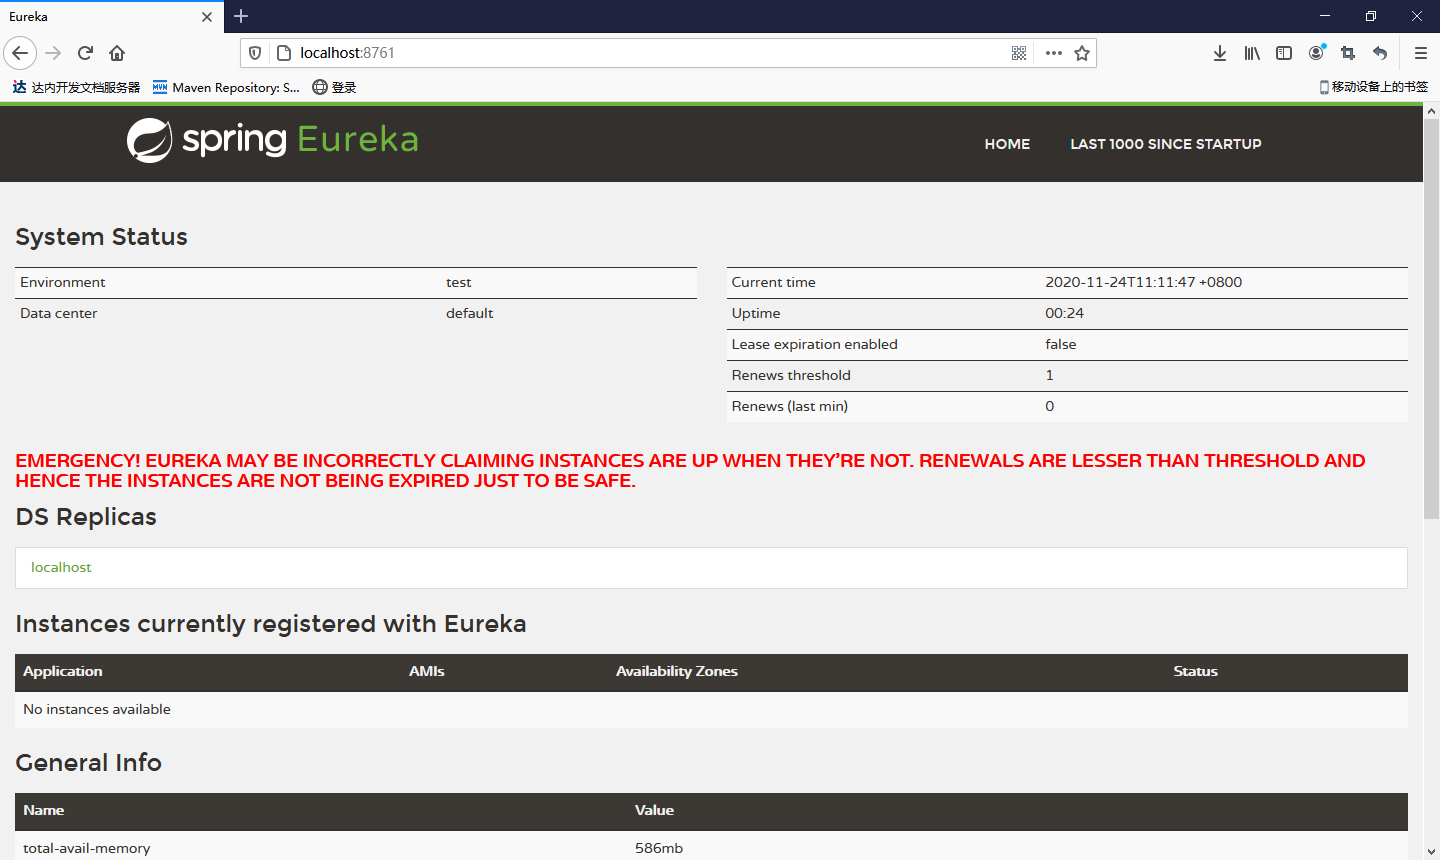 Eureka
localhost:8761
达内开发文档服务器 MVN Maven Repository: S... 登录 移动设备上的书签
spring Eureka HOME LAST 1000 SINCE STARTUP
System Status
Environment test Current time 2020-11-24T11:11:47 +0800
Data center default Uptime 00:24
Lease expiration enabled false
Renews threshold 1
Renews (last min) 0
EMERGENCY! EUREKA MAY BE INCORRECTLY CLAIMING INSTANCES ARE UP WHEN THEY'RE NOT. RENEWALS ARE LESSER THAN THRESHOLD AND
HENCE THE INSTANCES ARE NOT BEING EXPIRED JUST TO BE SAFE.
DS Replicas
localhost
Instances currently registered with Eureka
Application AMIs Availability Zones Status
No instances available
General Info
Name Value
total-avail-memory 586mb